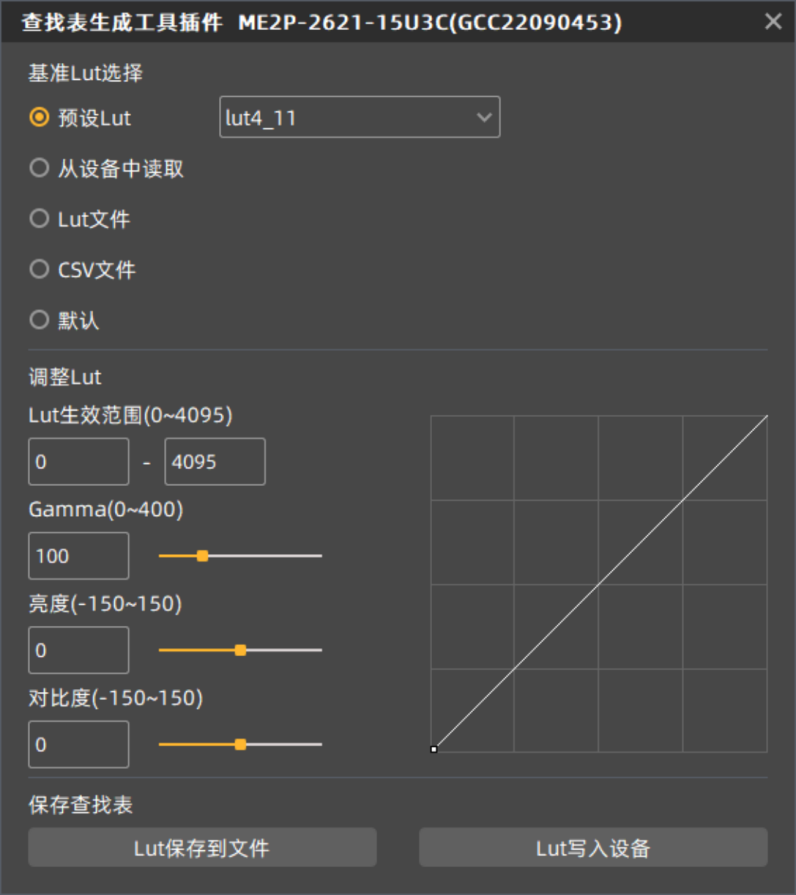 查找表生成工具插件 ME2P-2621-15U3C(GCC22090453)
基准Lut选择
预设Lut lut4_11
从设备中读取
Lut文件
CSV文件
默认
调整Lut
Lut生效范围(0~4095)
0 - 4095
Gamma(0~400)
100
亮度(-150~150)
0
对比度(-150~150)
0
保存查找表
Lut保存到文件 Lut写入设备